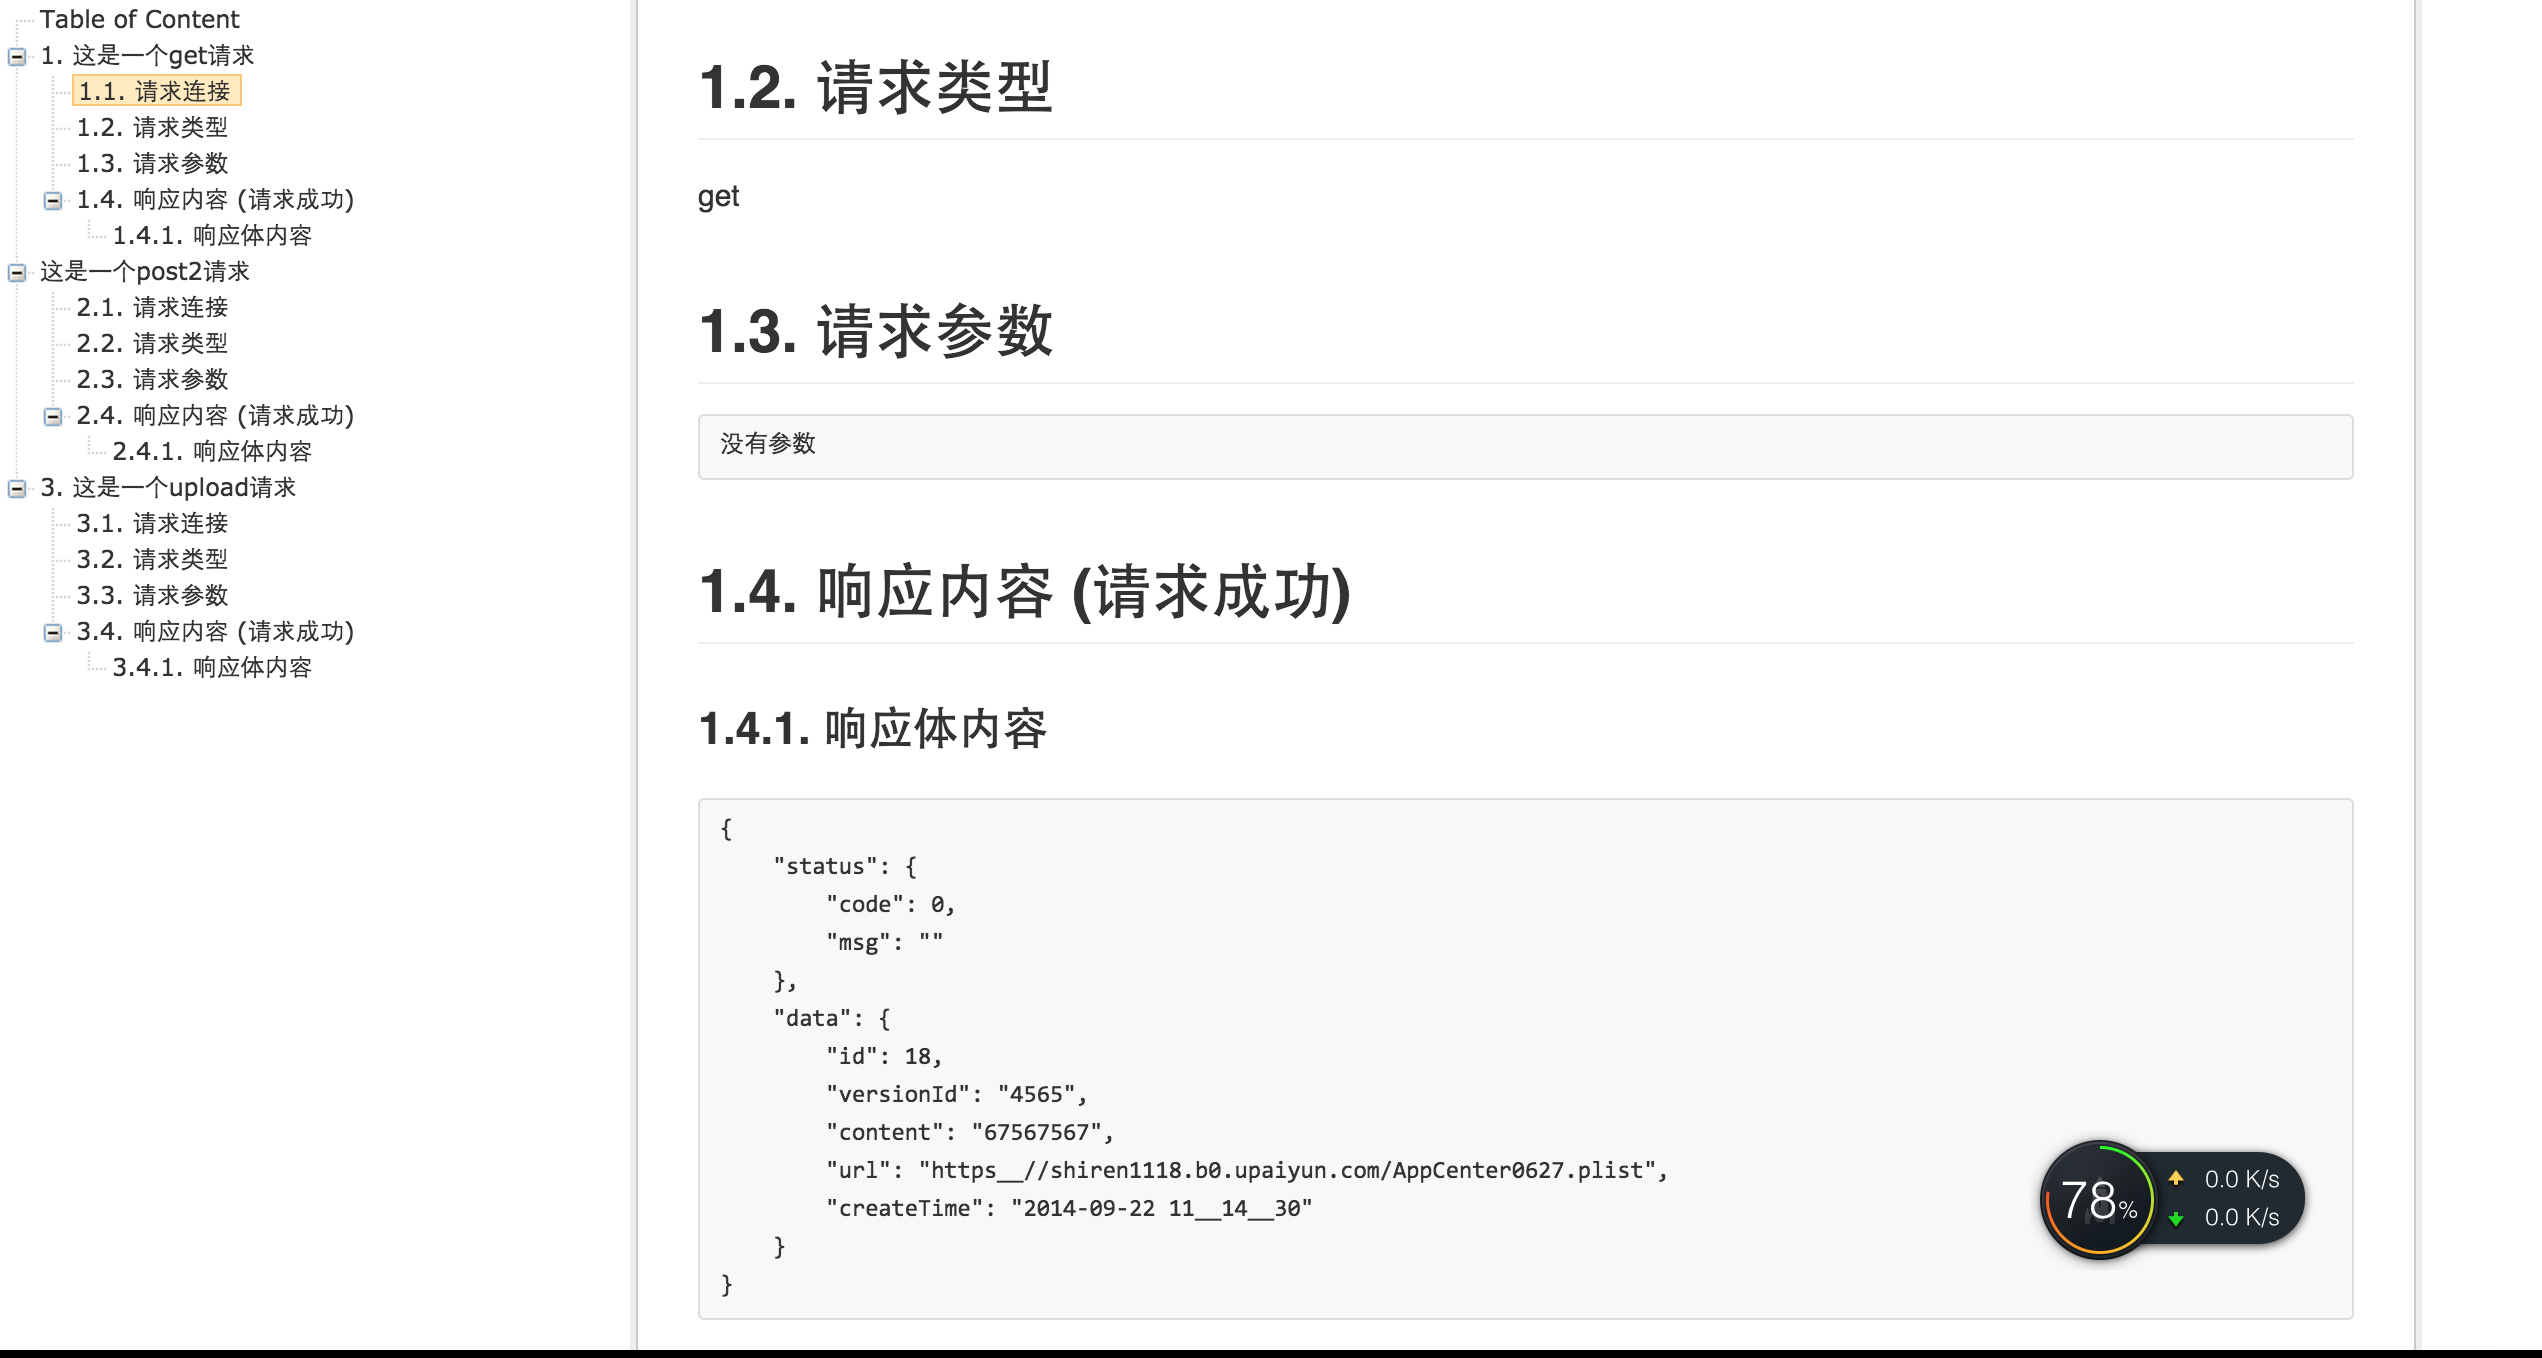 Table of Content
1. 这是一个get请求
1.1. 请求连接
1.2. 请求类型
1.3. 请求参数
1.4. 响应内容 (请求成功)
1.4.1. 响应体内容
这是一个post2请求
2.1. 请求连接
2.2. 请求类型
2.3. 请求参数
2.4. 响应内容 (请求成功)
2.4.1. 响应体内容
3. 这是一个upload请求
3.1. 请求连接
3.2. 请求类型
3.3. 请求参数
3.4. 响应内容 (请求成功)
3.4.1. 响应体内容
1.2. 请求类型
get
1.3. 请求参数
没有参数
1.4. 响应内容 (请求成功)
1.4.1. 响应体内容
{
    "status": {
        "code": 0,
        "msg": ""
    },
    "data": {
        "id": 18,
        "versionId": "4565",
        "content": "67567567",
        "url": "https__//shiren1118.b0.upaiyun.com/AppCenter0627.plist",
        "createTime": "2014-09-22 11__14__30"
    }
}
78%
0.0 K/s
0.0 K/s